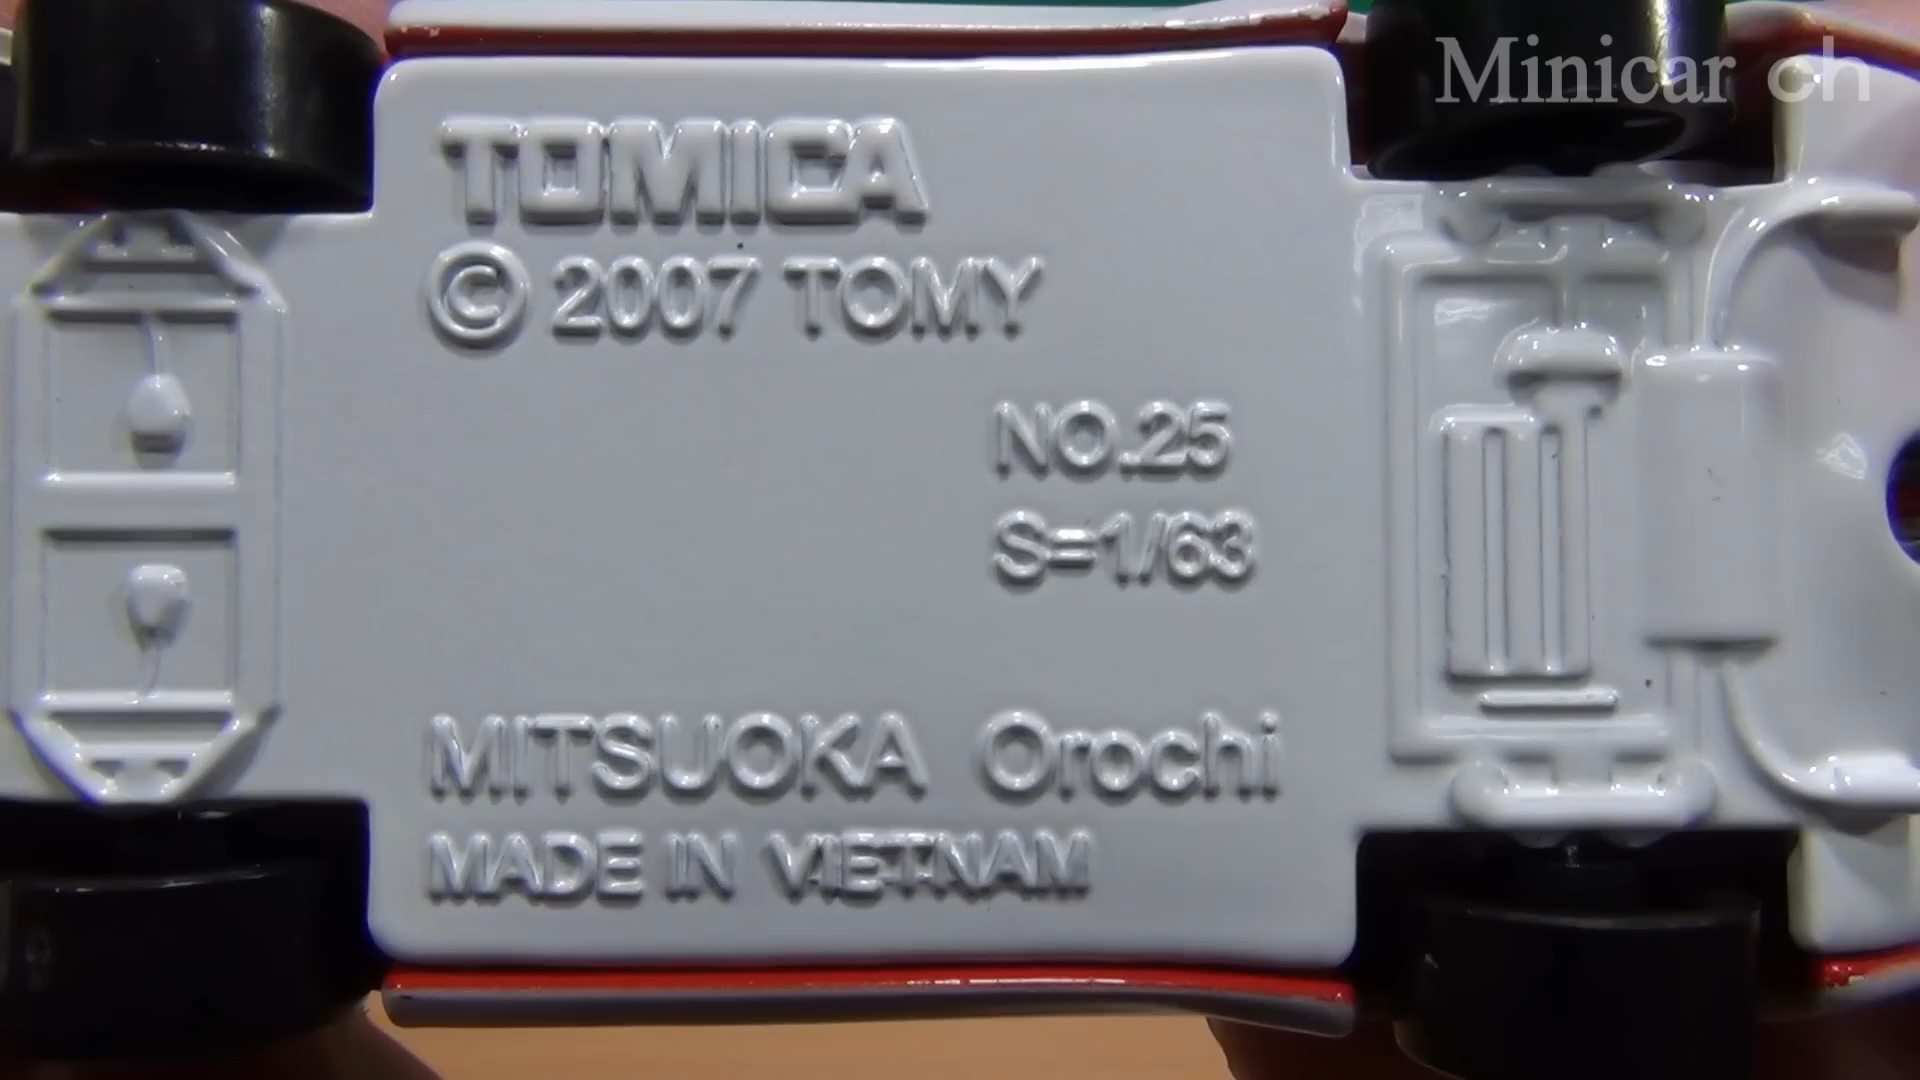 Minicar ch
TOMICA
© 2007 TOMY
NO.25
S=1/63
MITSUOKA Orochi
MADE IN VIETNAM